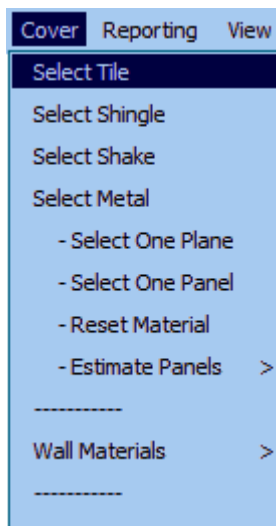 Cover Reporting View
Select Tile
Select Shingle
Select Shake
Select Metal
- Select One Plane
- Select One Panel
- Reset Material
- Estimate Panels >
-----------
Wall Materials >
-----------